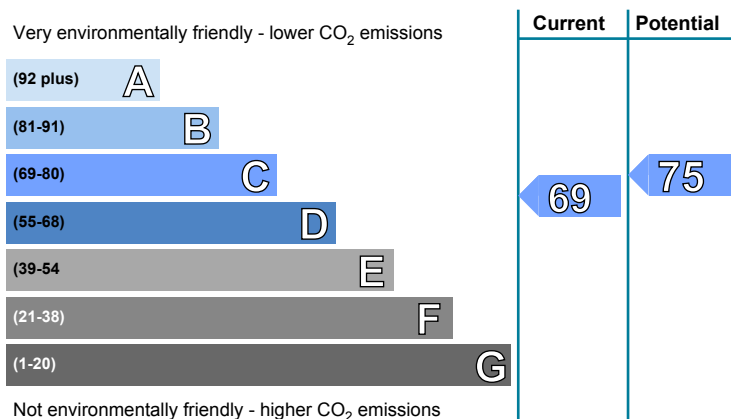 Very environmentally friendly - lower CO2 emissions
Current
Potential
(92 plus) A
(81-91) B
(69-80) C
75
(55-68) D
69
(39-54 E
(21-38) F
(1-20) G
Not environmentally friendly - higher CO2 emissions